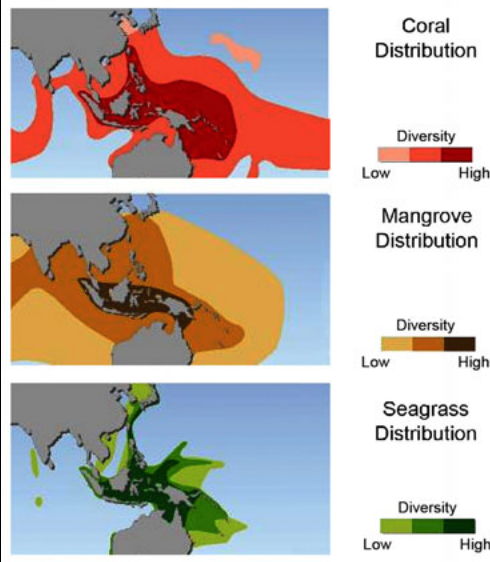 Coral
Distribution
Diversity
Low High
Mangrove
Distribution
Diversity
Low High
Seagrass
Distribution
Diversity
Low High